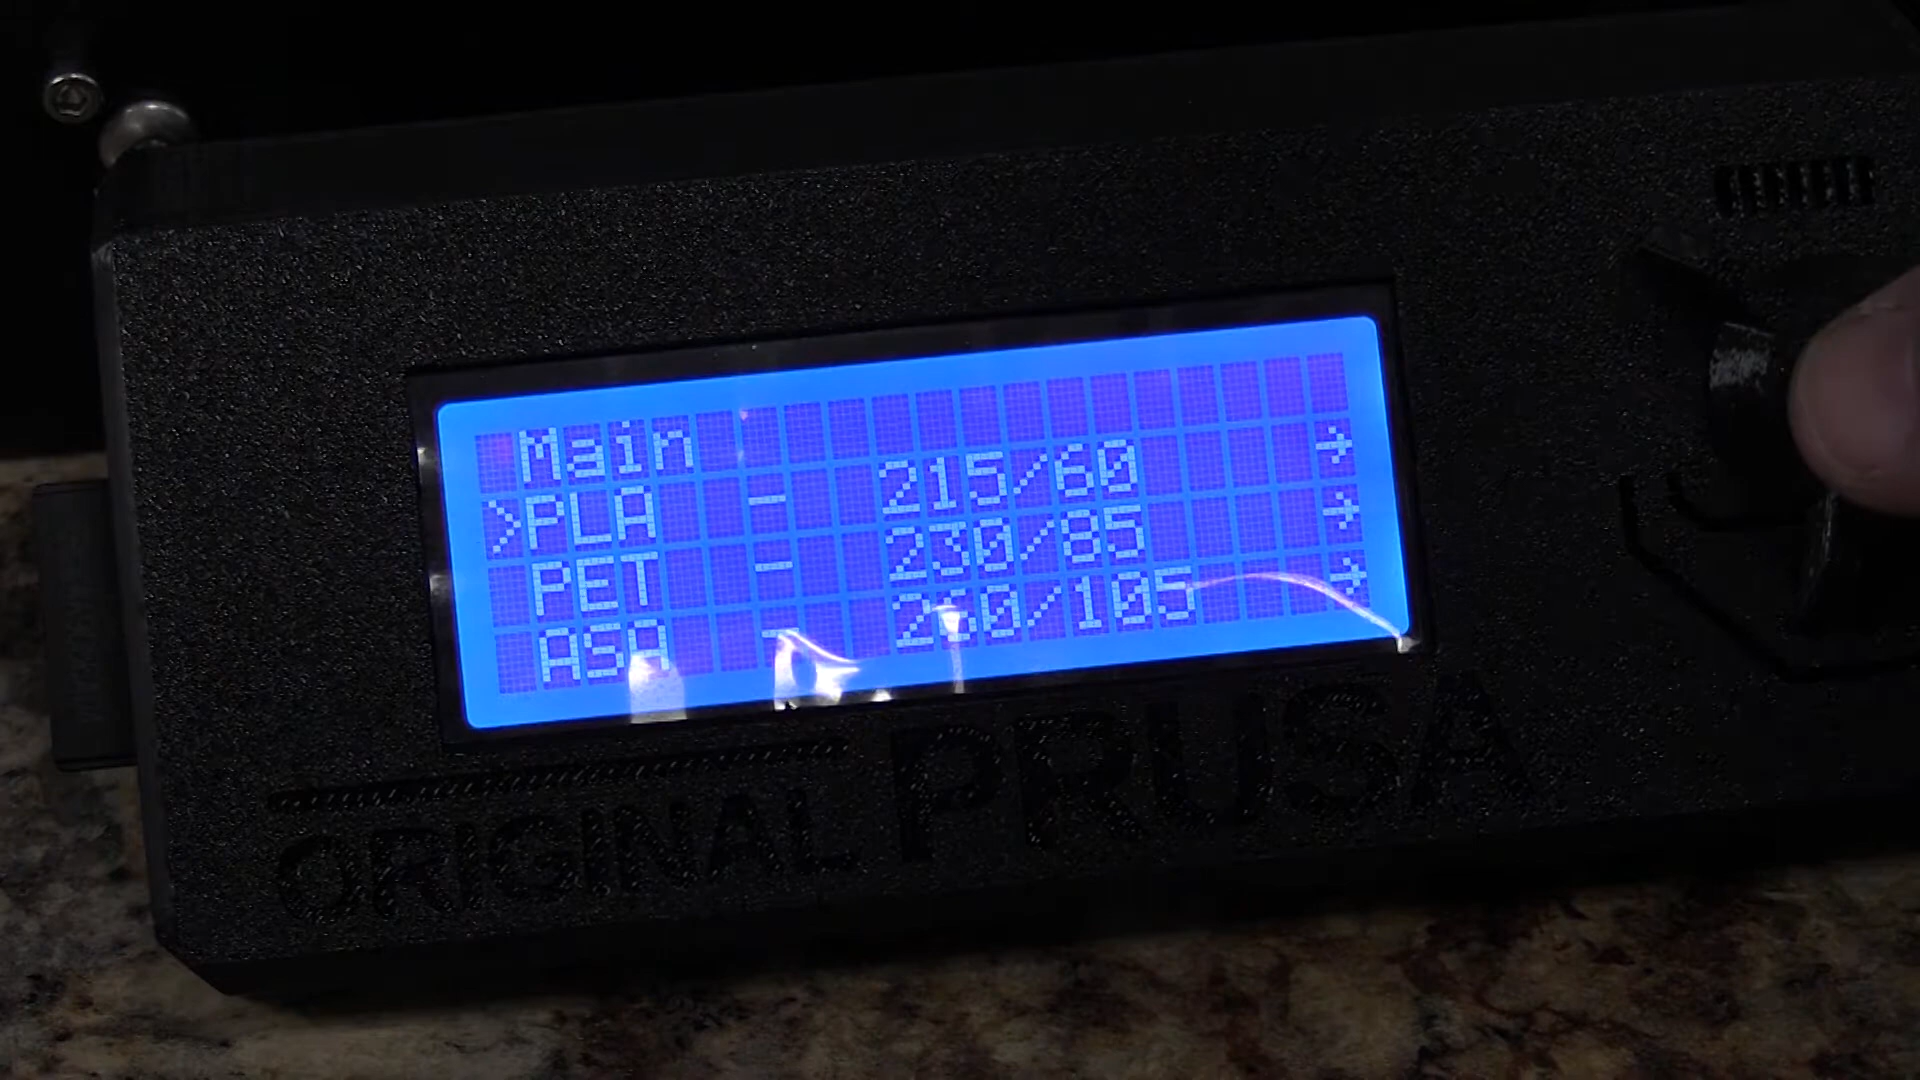 Main
>PLA - 215/60 →
PET - 230/85 →
ASA - 260/105 →
ORIGINAL PRUSA